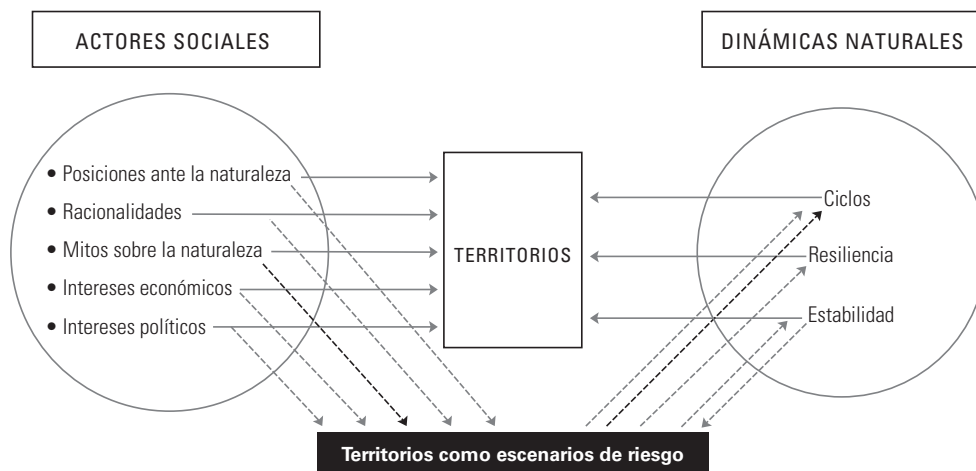 ACTORES SOCIALES
DINÁMICAS NATURALES
• Posiciones ante la naturaleza
• Racionalidades
• Mitos sobre la naturaleza
• Intereses económicos
• Intereses políticos
TERRITORIOS
Ciclos
Resiliencia
Estabilidad
Territorios como escenarios de riesgo